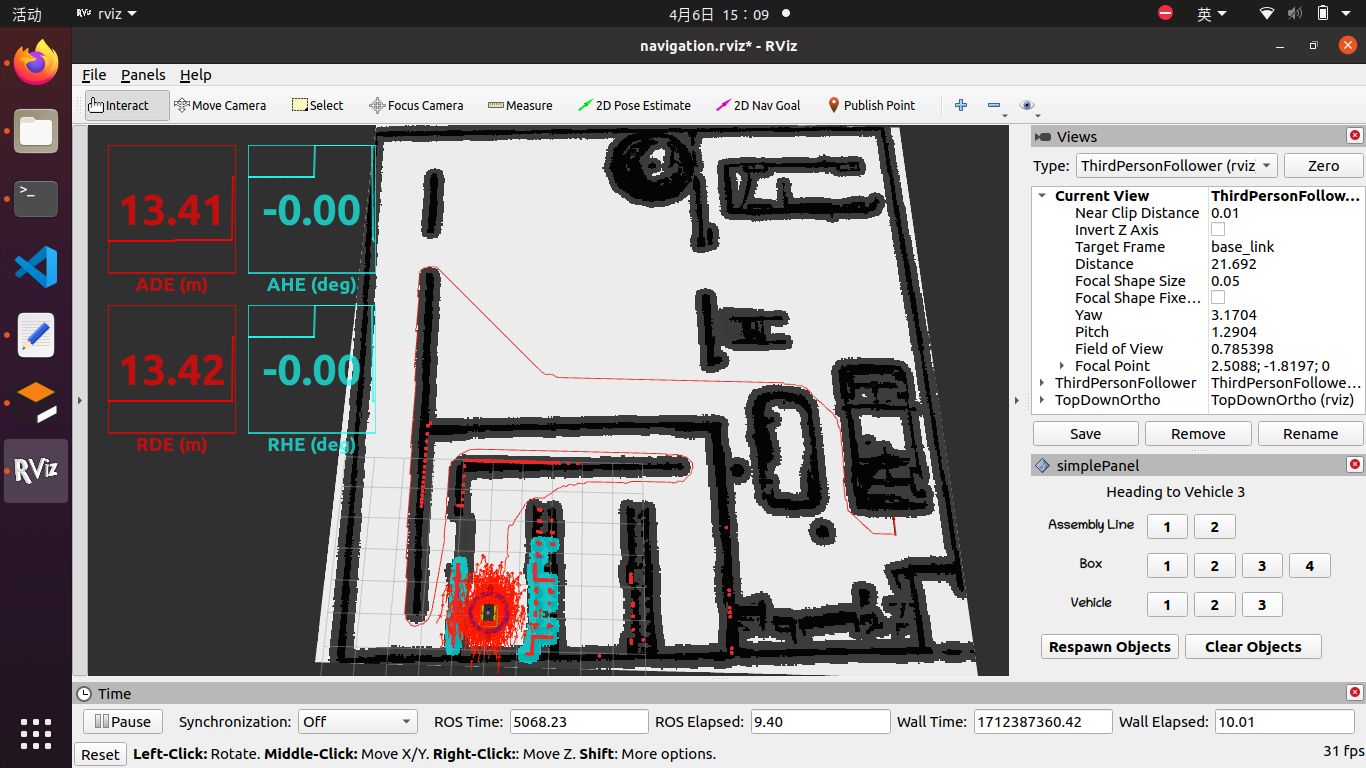 活动 RViz rviz 4月6日 15：09 英
navigation.rviz* - RViz
File Panels Help
Interact Move Camera Select Focus Camera Measure 2D Pose Estimate 2D Nav Goal Publish Point
13.41 -0.00
ADE (m) AHE (deg)
13.42 -0.00
RDE (m) RHE (deg)
RViz
Views
Type: ThirdPersonFollower (rviz Zero
Current View ThirdPersonFollow...
Near Clip Distance 0.01
Invert Z Axis
Target Frame base_link
Distance 21.692
Focal Shape Size 0.05
Focal Shape Fixe...
Yaw 3.1704
Pitch 1.2904
Field of View 0.785398
Focal Point 2.5088; -1.8197; 0
ThirdPersonFollower ThirdPersonFollowe...
TopDownOrtho TopDownOrtho (rviz)
Save Remove Rename
simplePanel
Heading to Vehicle 3
Assembly Line 1 2
Box 1 2 3 4
Vehicle 1 2 3
Respawn Objects Clear Objects
Time
Pause Synchronization: Off ROS Time: 5068.23 ROS Elapsed: 9.40 Wall Time: 1712387360.42 Wall Elapsed: 10.01
Reset Left-Click: Rotate. Middle-Click: Move X/Y. Right-Click:: Move Z. Shift: More options. 31 fps